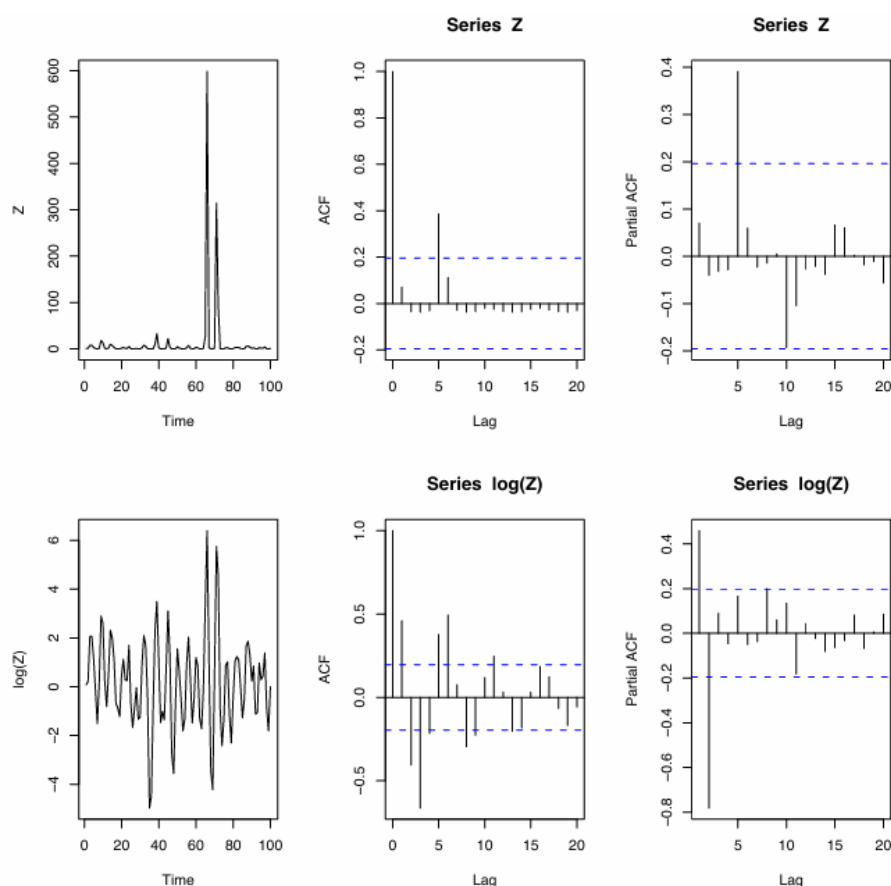 Series Z
Series Z
Z
0
100
200
300
400
500
600
0 20 40 60 80 100
Time
ACF
−0.2
0.0
0.2
0.4
0.6
0.8
1.0
0 5 10 15 20
Lag
Partial ACF
−0.2
−0.1
0.0
0.1
0.2
0.3
0.4
5 10 15 20
Lag
Series log(Z)
Series log(Z)
log(Z)
−4
−2
0
2
4
6
0 20 40 60 80 100
Time
ACF
−0.5
0.0
0.5
1.0
0 5 10 15 20
Lag
Partial ACF
−0.8
−0.6
−0.4
−0.2
0.0
0.2
0.4
5 10 15 20
Lag